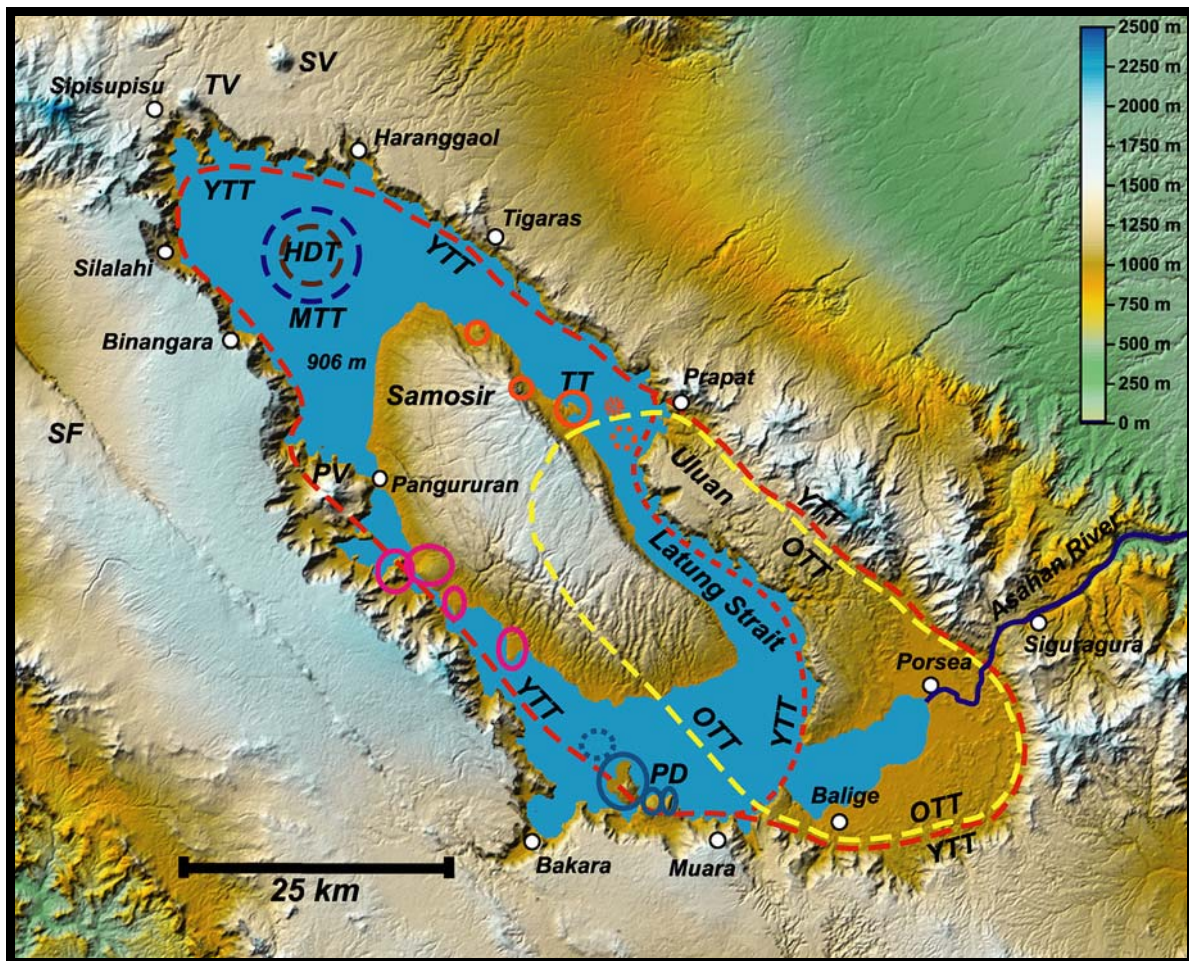 SV
2500 m
2250 m
2000 m
1750 m
1500 m
1250 m
1000 m
750 m
500 m
250 m
0 m
Sipisupisu
TV
Haranggaol
YTT
Tigaras
YTT
HDT
Silalahi
MTT
Binangara
906 m
Samosir
TT
Prapat
SF
PV
Pangururan
Uluan
YTT
OTT
Latung Strait
Asahan River
Siguragura
Porsea
YTT
OTT
YTT
PD
Balige
OTT
YTT
Bakara
Muara
25 km